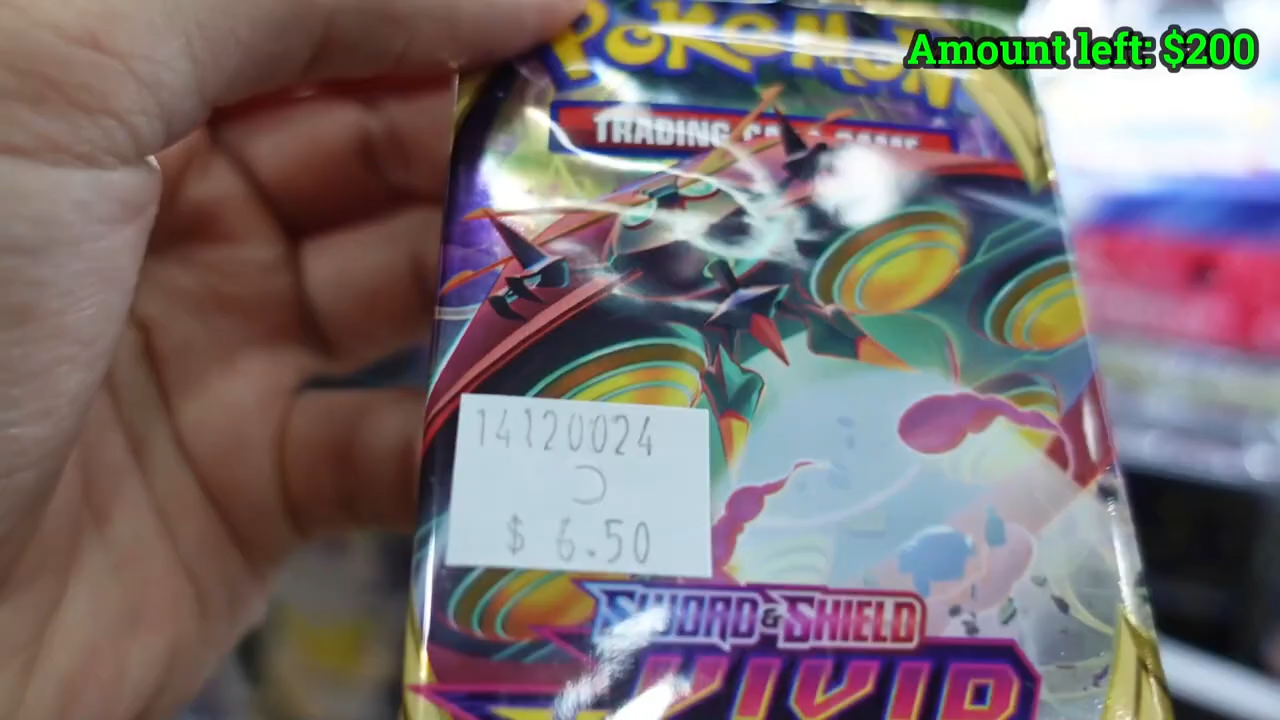 Amount left: $200
POKÉMON
TRADING CARD GAME
14120024
$ 6.50
SWORD & SHIELD
VIVID